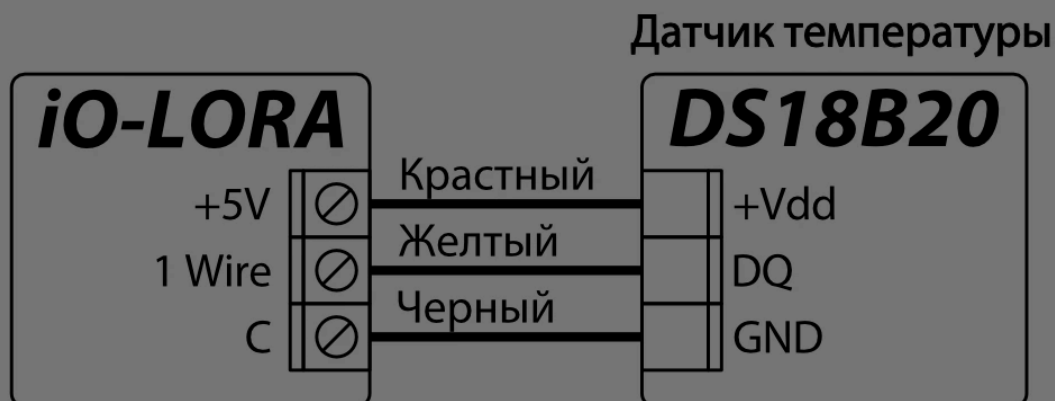 Датчик температуры
iO-LORA
DS18B20
+5V
Крастный
+Vdd
1 Wire
Желтый
DQ
C
Черный
GND